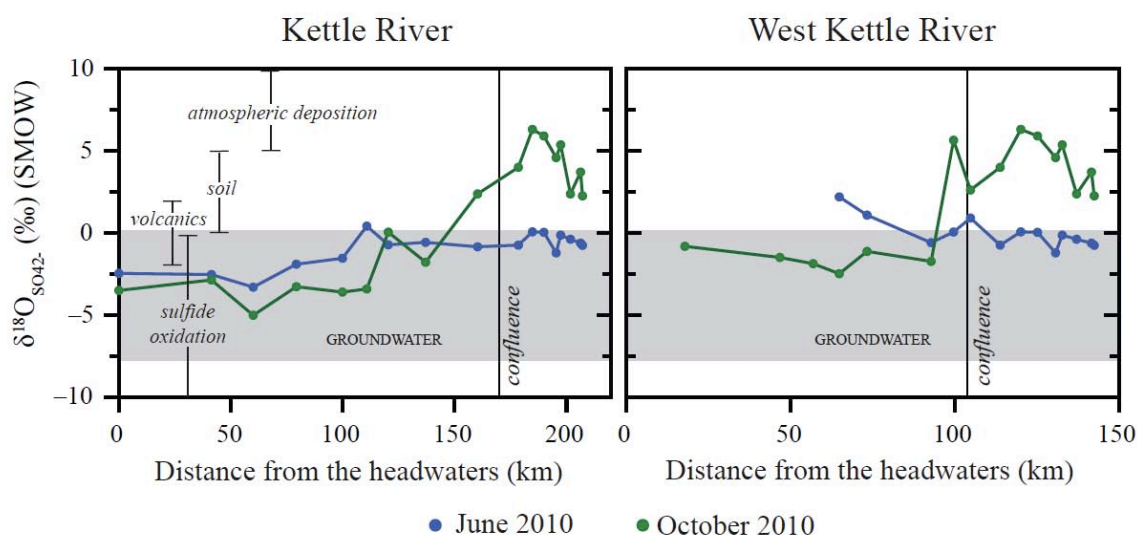 Kettle River
West Kettle River
δ¹⁸O SO42- (‰) (SMOW)
10
5
0
−5
−10
atmospheric deposition
soil
volcanics
sulfide
oxidation
GROUNDWATER
confluence
GROUNDWATER
confluence
0 50 100 150 200
0 50 100 150
Distance from the headwaters (km)
Distance from the headwaters (km)
June 2010
October 2010